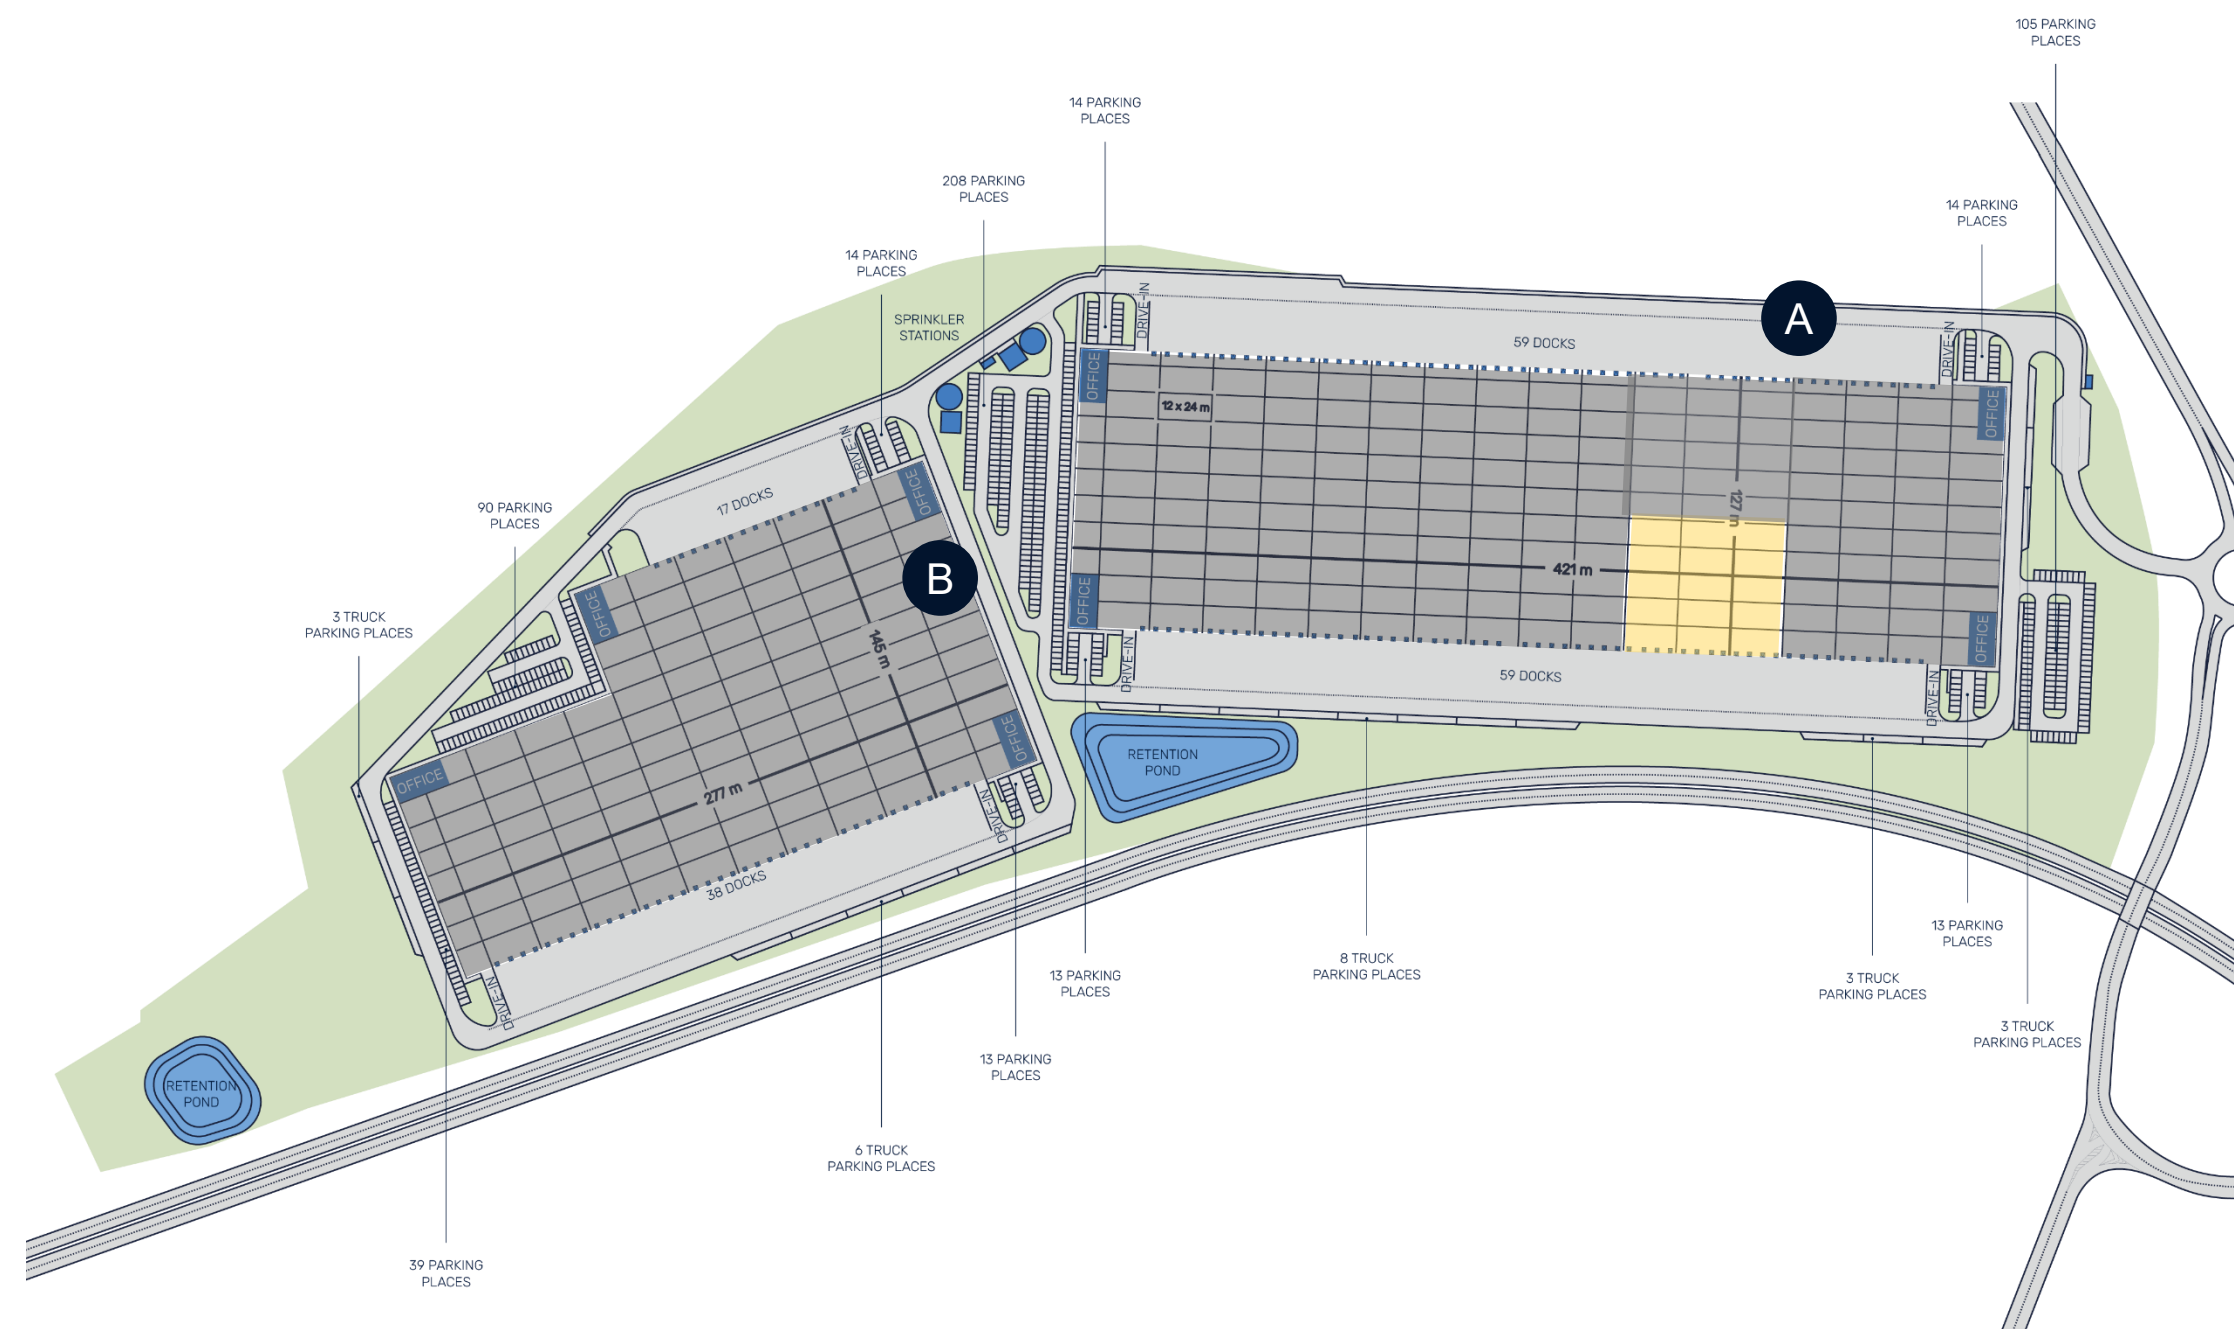 105 PARKING
PLACES
14 PARKING
PLACES
208 PARKING
PLACES
14 PARKING
PLACES
14 PARKING
PLACES
SPRINKLER
STATIONS
DRIVE-IN
59 DOCKS
A
DRIVE-IN
OFFICE
12 x 24 m
OFFICE
DRIVE-IN
OFFICE
17 DOCKS
127 m
90 PARKING
PLACES
421 m
B
OFFICE
OFFICE
OFFICE
3 TRUCK
PARKING PLACES
145 m
DRIVE-IN
59 DOCKS
DRIVE-IN
OFFICE
RETENTION
POND
OFFICE
277 m
DRIVE-IN
38 DOCKS
DRIVE-IN
13 PARKING
PLACES
8 TRUCK
PARKING PLACES
13 PARKING
PLACES
3 TRUCK
PARKING PLACES
3 TRUCK
PARKING PLACES
13 PARKING
PLACES
RETENTION
POND
6 TRUCK
PARKING PLACES
39 PARKING
PLACES